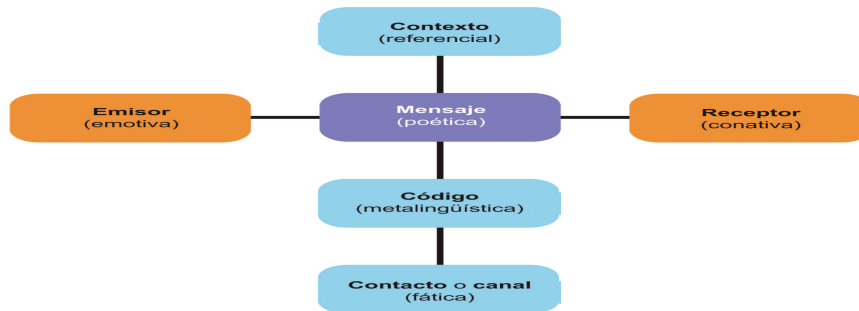 Contexto
(referencial)
Emisor
(emotiva)
Mensaje
(poética)
Receptor
(conativa)
Código
(metalingüística)
Contacto o canal
(fática)